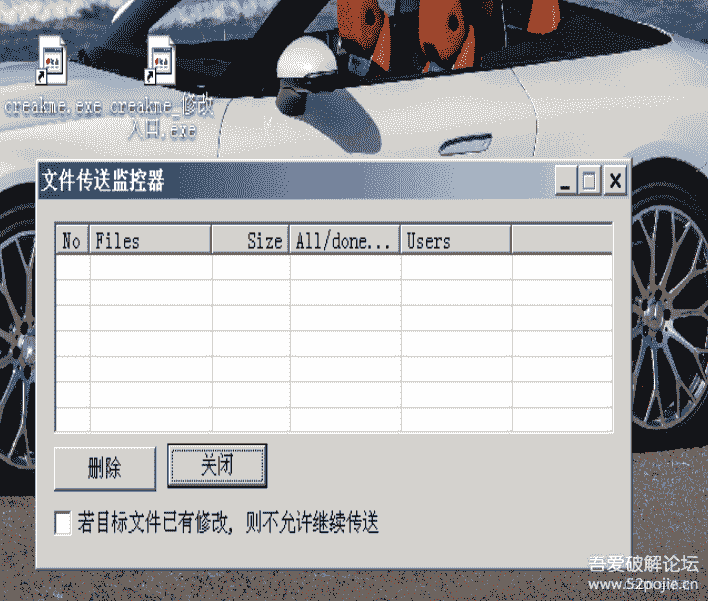 creakme.exe creakme_修改
入口.exe
文件传送监控器
No Files Size All/done... Users
删除 关闭
若目标文件已有修改, 则不允许继续传送
吾爱破解论坛
www.52pojie.cn